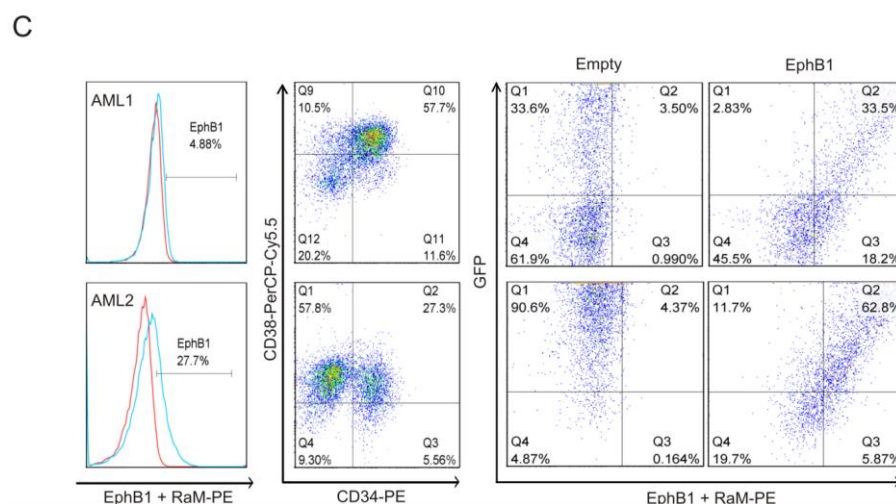 C
Empty
EphB1
AML1
EphB1
4.88%
Q9
10.5%
Q10
57.7%
Q12
20.2%
Q11
11.6%
Q1
33.6%
Q2
3.50%
Q4
61.9%
Q3
0.990%
Q1
2.83%
Q2
33.5%
Q4
45.5%
Q3
18.2%
CD38-PerCP-Cy5.5
GFP
AML2
EphB1
27.7%
Q1
57.8%
Q2
27.3%
Q4
9.30%
Q3
5.56%
Q1
90.6%
Q2
4.37%
Q4
4.87%
Q3
0.164%
Q1
11.7%
Q2
62.8%
Q4
19.7%
Q3
5.87%
EphB1 + RaM-PE
CD34-PE
EphB1 + RaM-PE